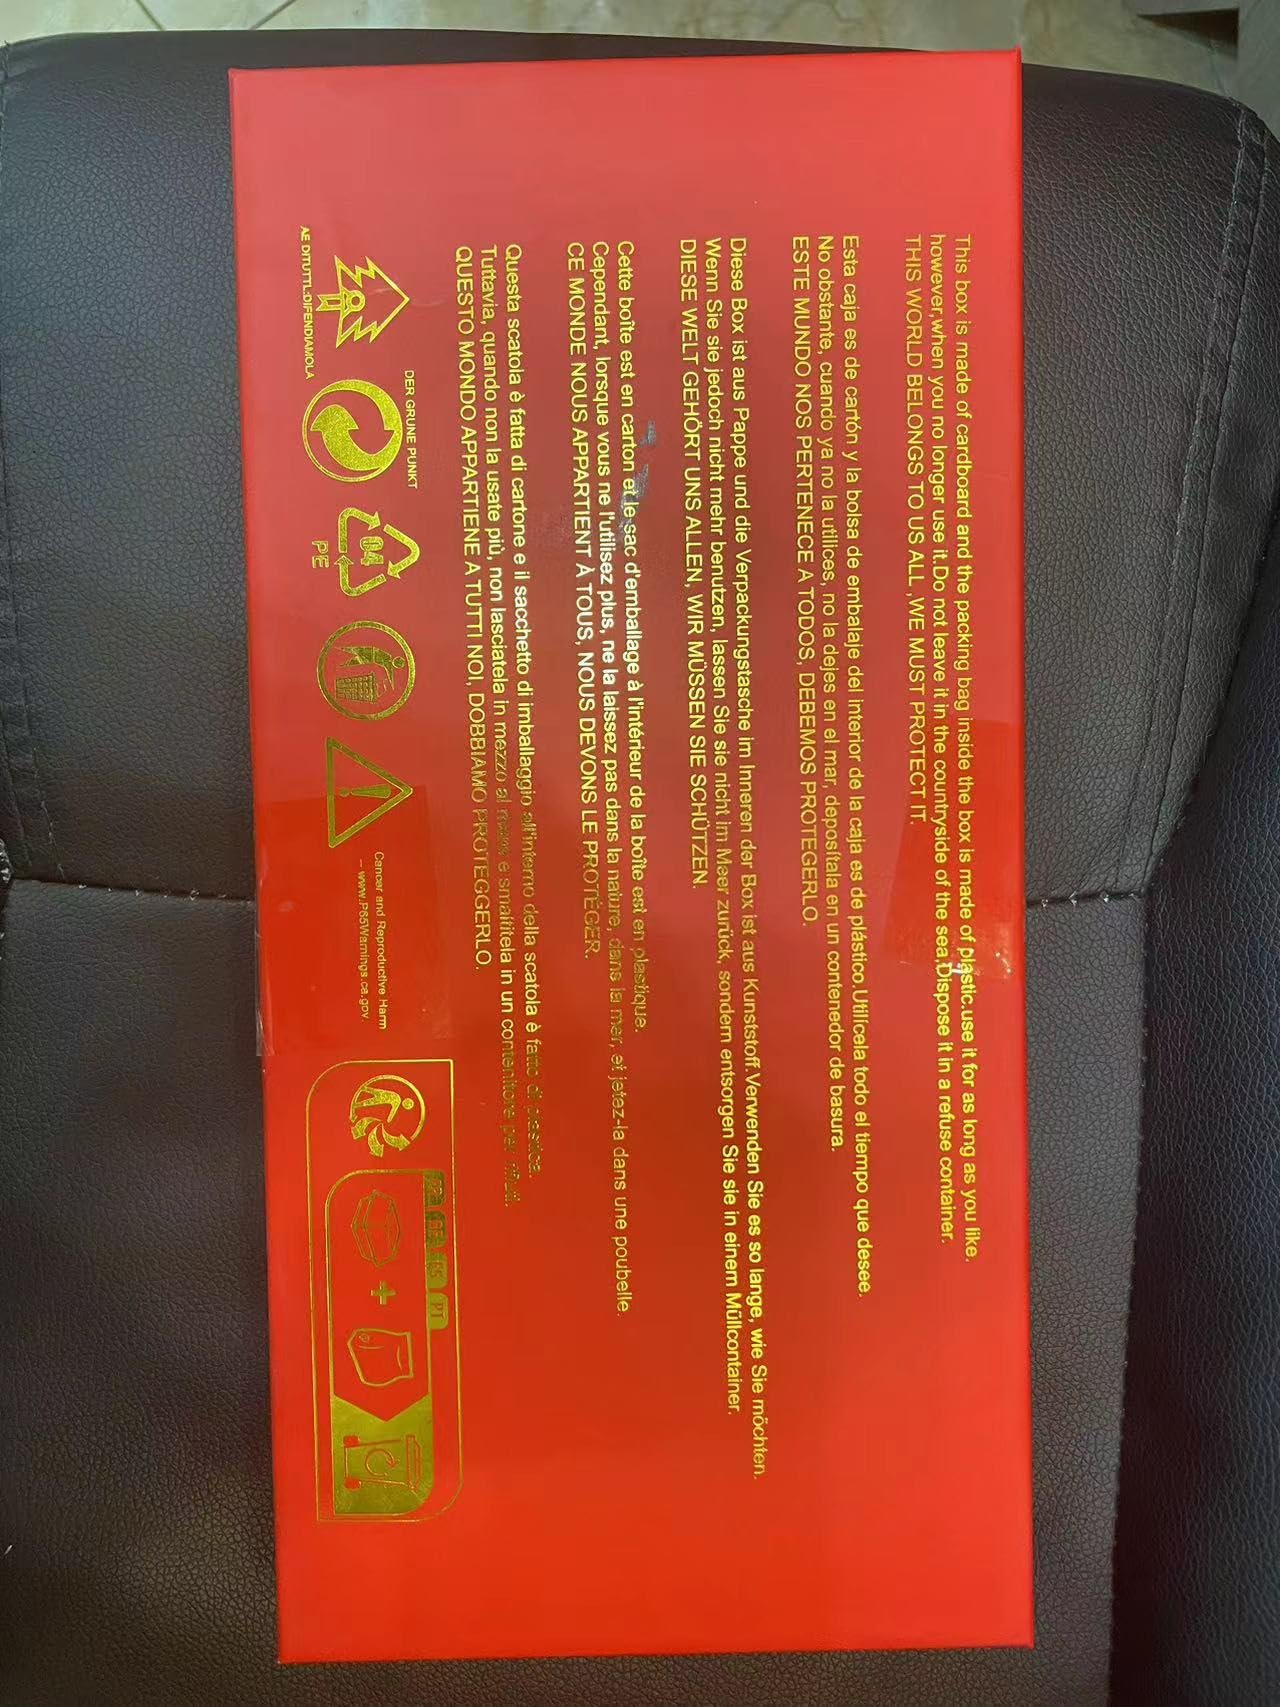 This box is made of cardboard and the packing bag inside the box is made of plastic.use it for as long as you like.
however,when you no longer use it.Do not leave it in the countryside of the sea.Dispose it in a refuse container.
THIS WORLD BELONGS TO US ALL ,WE MUST PROTECT IT.
Esta caja es de cartón y la bolsa de embalaje del interior de la caja es de plástico.Utilícela todo el tiempo que desee.
No obstante, cuando ya no la utilices, no la dejes en el mar, deposítala en un contenedor de basura.
ESTE MUNDO NOS PERTENECE A TODOS, DEBEMOS PROTEGERLO.
Diese Box ist aus Pappe und die Verpackungstasche im Inneren der Box ist aus Kunststoff.Verwenden Sie es so lange, wie Sie möchten.
Wenn Sie sie jedoch nicht mehr benutzen, lassen Sie sie nicht im Meer zurück, sondern entsorgen Sie sie in einem Müllcontainer.
DIESE WELT GEHÖRT UNS ALLEN, WIR MÜSSEN SIE SCHÜTZEN.
Cette boîte est en carton et le sac d'emballage à l'intérieur de la boîte est en plastique.
Cependant, lorsque vous ne l'utilisez plus, ne la laissez pas dans la nature, dans la mer, et jetez-la dans une poubelle.
CE MONDE NOUS APPARTIENT À TOUS, NOUS DEVONS LE PROTÉGER.
Questa scatola è fatta di cartone e il sacchetto di imballaggio all'interno della scatola è fatto di
Tuttavia, quando non la usate più, non lasciatela in mezzo al mare e smaltitela in un contenitore per rifiuti.
QUESTO MONDO APPARTIENE A TUTTI NOI, DOBBIAMO PROTEGGERLO.
DER GRUNE PUNKT
AE DITUTTL:DIFENDIAMOLA
04
PE
Cancer and Reproductive Harm
– www.P65Warnings.ca.gov.
PT